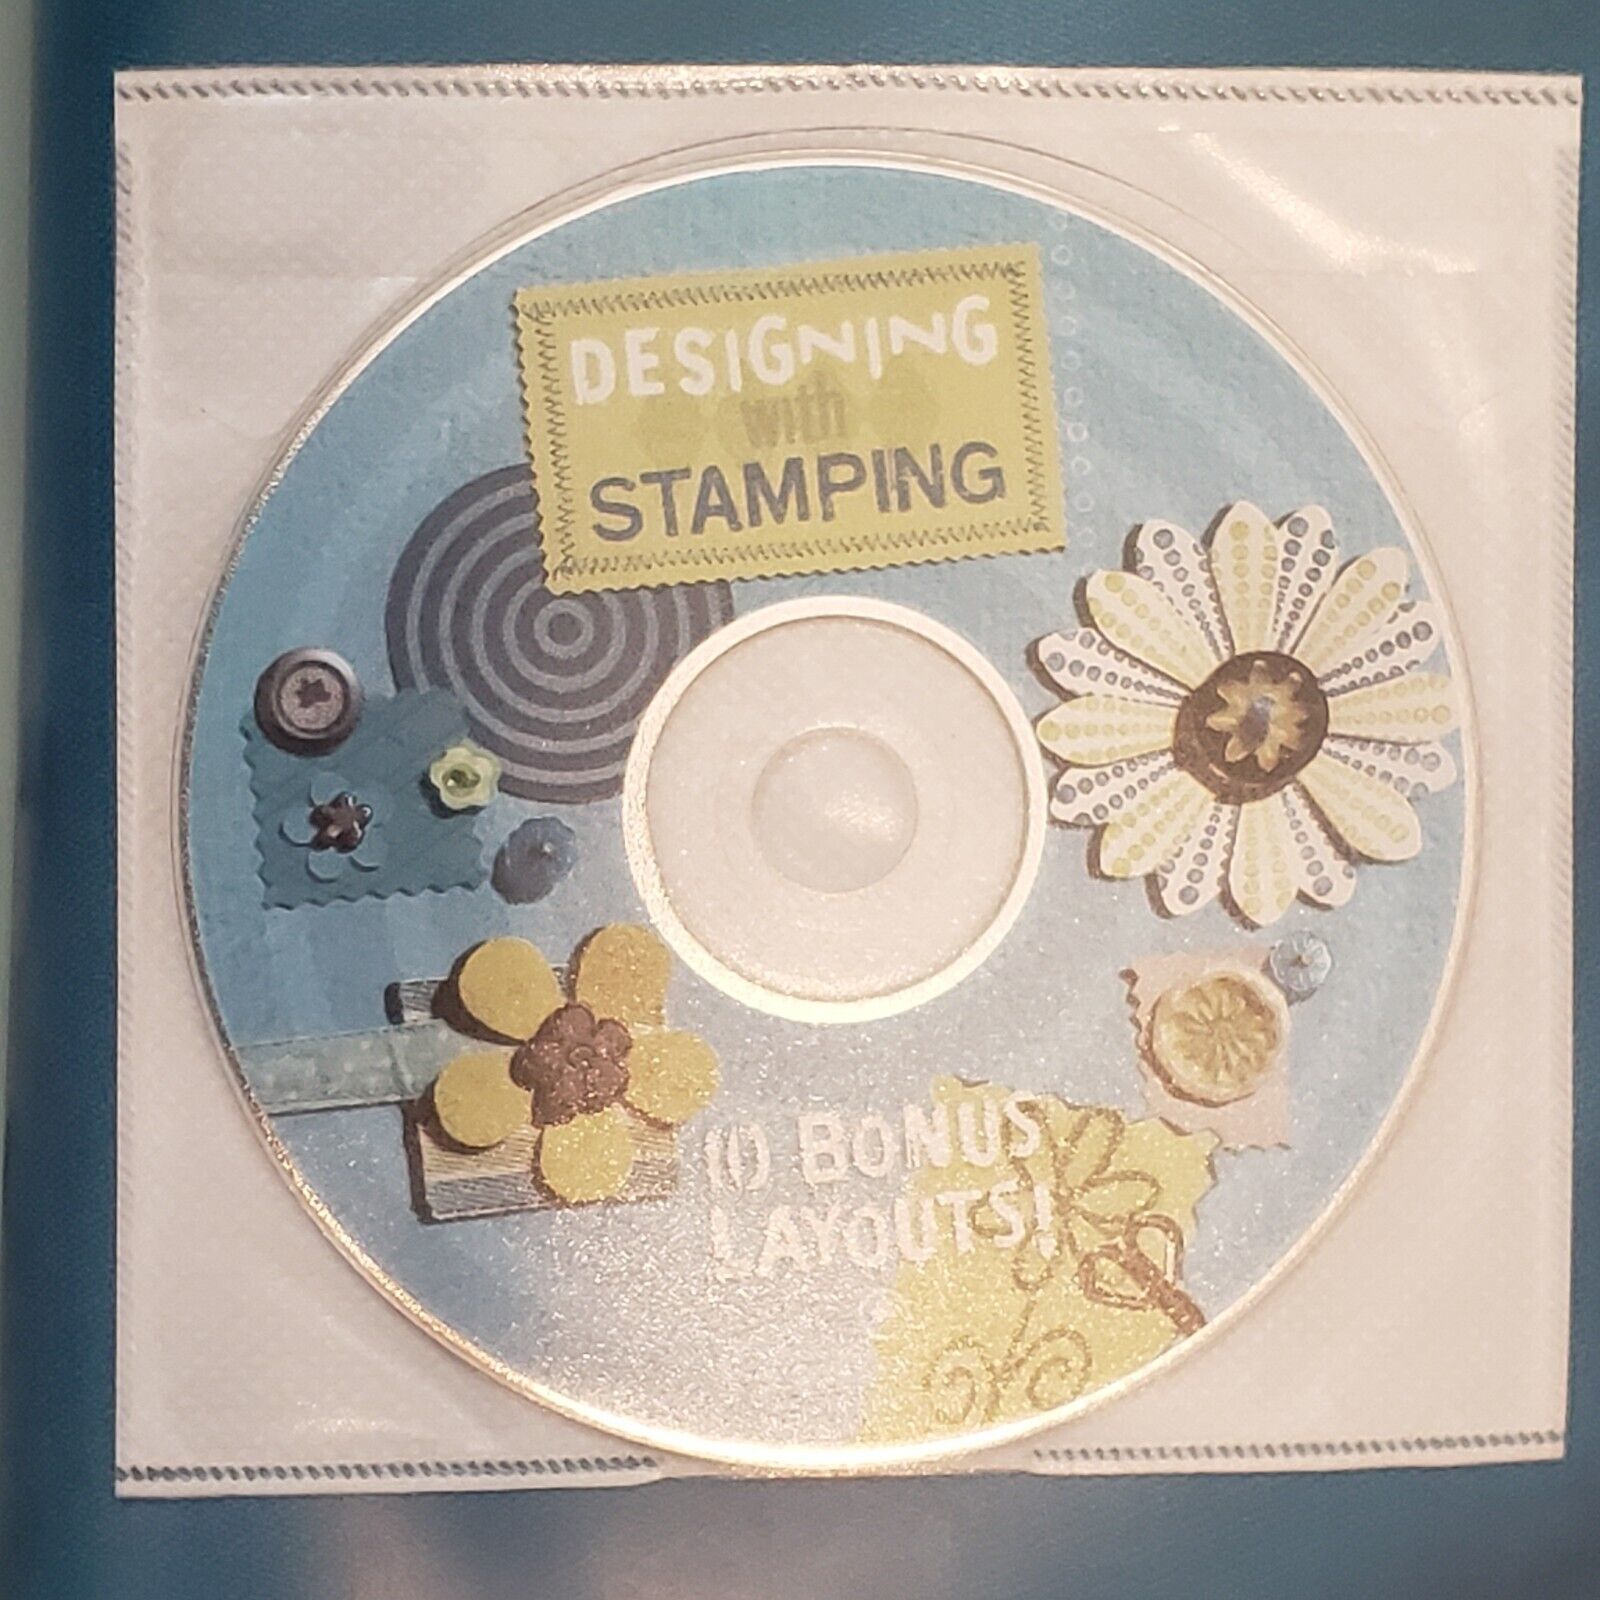 DESIGNING
with
STAMPING
10 BONUS
LAYOUTS!